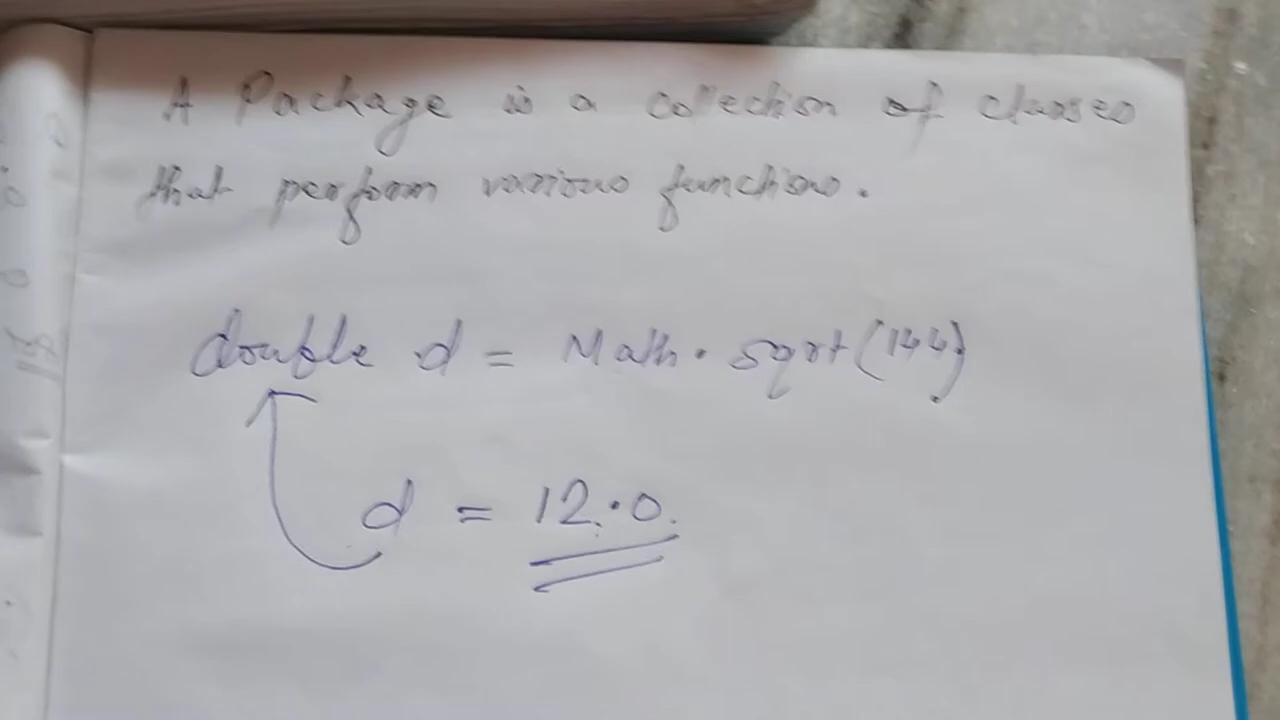 A Package is a collection of classes
that perform various functions.
double d = Math.sqrt(144);
d = 12.0